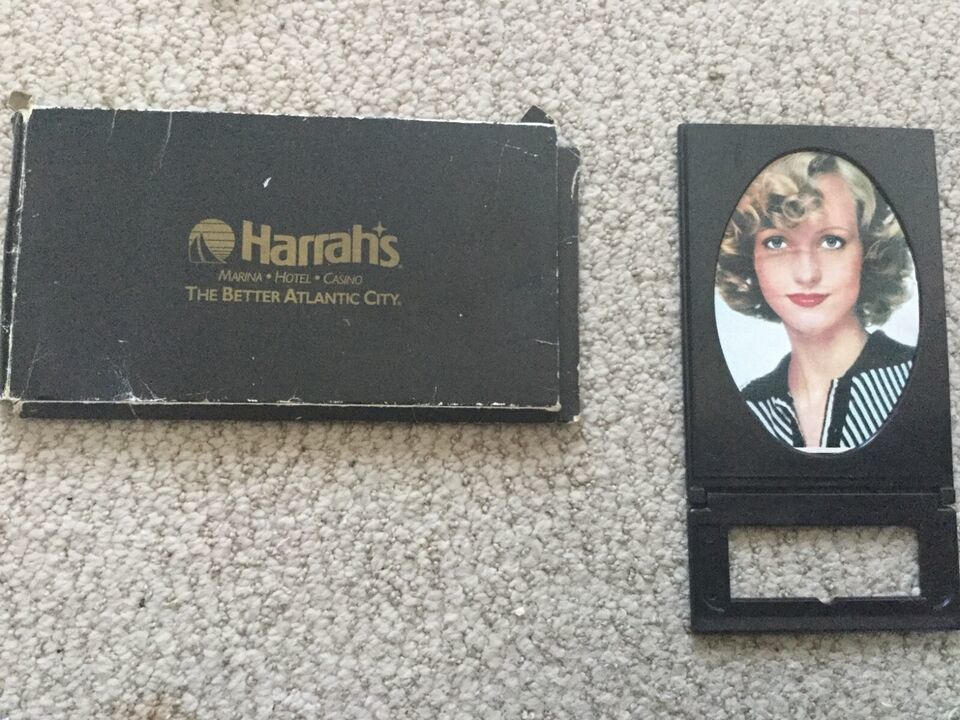 Harrah's
MARINA • HOTEL • CASINO
THE BETTER ATLANTIC CITY.